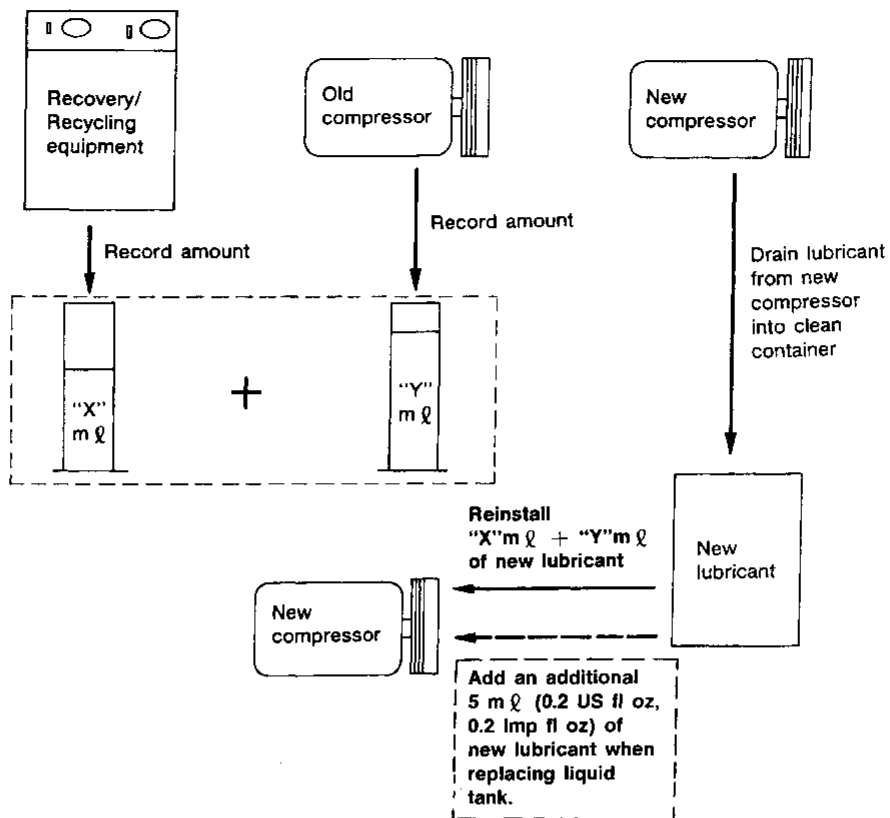 Recovery/
Recycling
equipment
Old
compressor
New
compressor
Record amount
Record amount
Drain lubricant
from new
compressor
into clean
container
"X"
mℓ
+
"Y"
mℓ
Reinstall
"X"mℓ + "Y"mℓ
of new lubricant
New
lubricant
New
compressor
Add an additional
5 mℓ (0.2 US fl oz,
0.2 Imp fl oz) of
new lubricant when
replacing liquid
tank.